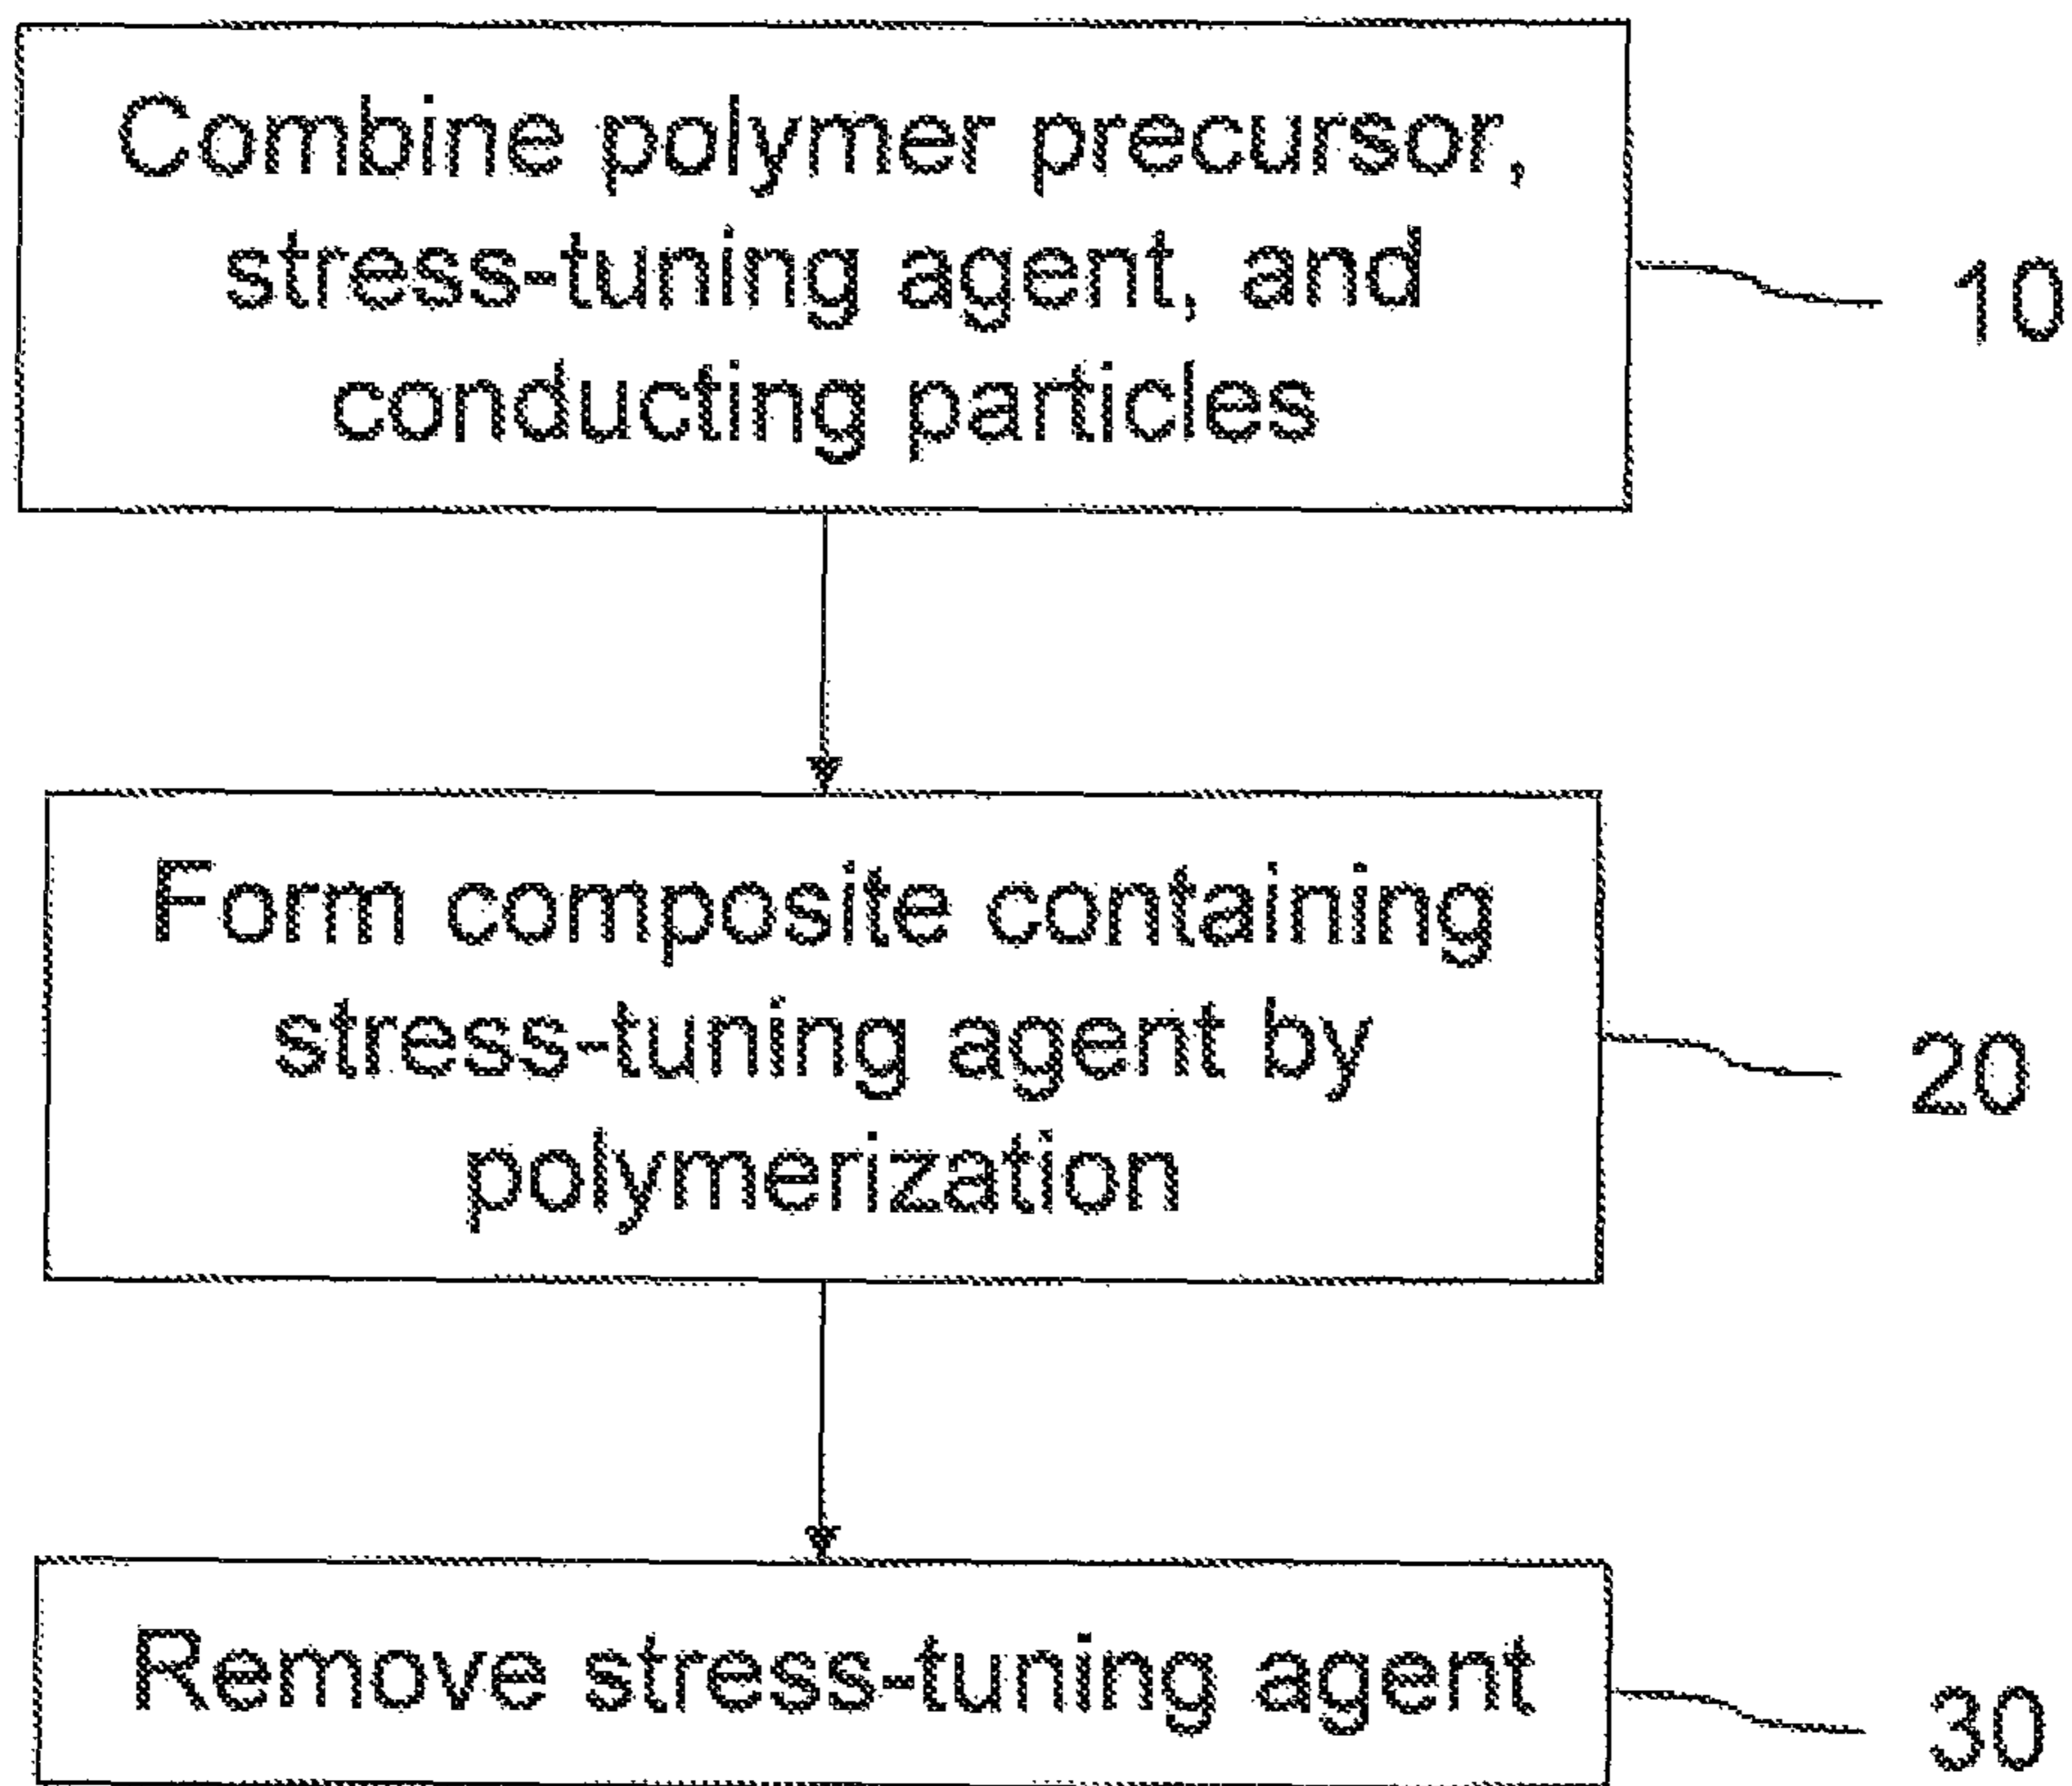 Combine polymer precursor,
stress-tuning agent, and
conducting particles
10
Form composite containing
stress-tuning agent by
polymerization
20
Remove stress-tuning agent
30